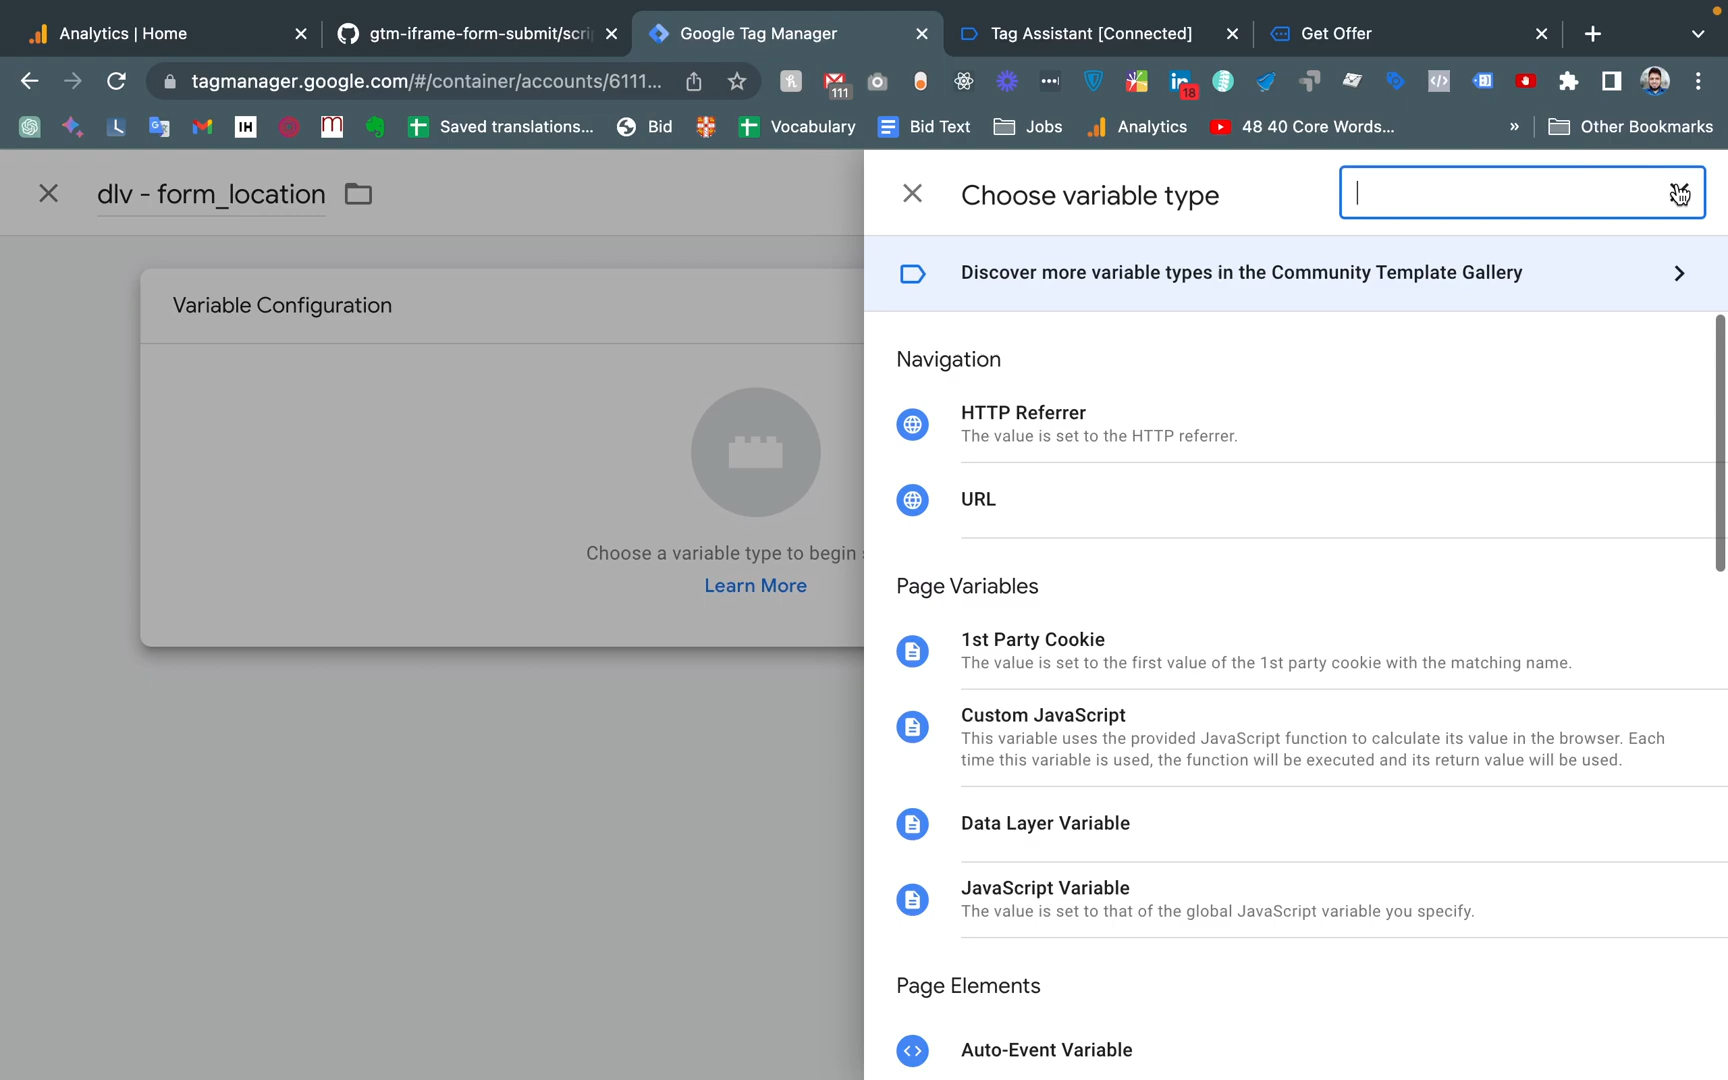 Analytics | Home
gtm-iframe-form-submit/scri
Google Tag Manager
Tag Assistant [Connected]
Get Offer
tagmanager.google.com/#/container/accounts/6111...
111
18
IH
Saved translations...
Bid
Vocabulary
Bid Text
Jobs
Analytics
48 40 Core Words...
»
Other Bookmarks
dlv - form_location
Choose variable type
Discover more variable types in the Community Template Gallery
Variable Configuration
Choose a variable type to begin
Learn More
Navigation
HTTP Referrer
The value is set to the HTTP referrer.
URL
Page Variables
1st Party Cookie
The value is set to the first value of the 1st party cookie with the matching name.
Custom JavaScript
This variable uses the provided JavaScript function to calculate its value in the browser. Each
time this variable is used, the function will be executed and its return value will be used.
Data Layer Variable
JavaScript Variable
The value is set to that of the global JavaScript variable you specify.
Page Elements
Auto-Event Variable